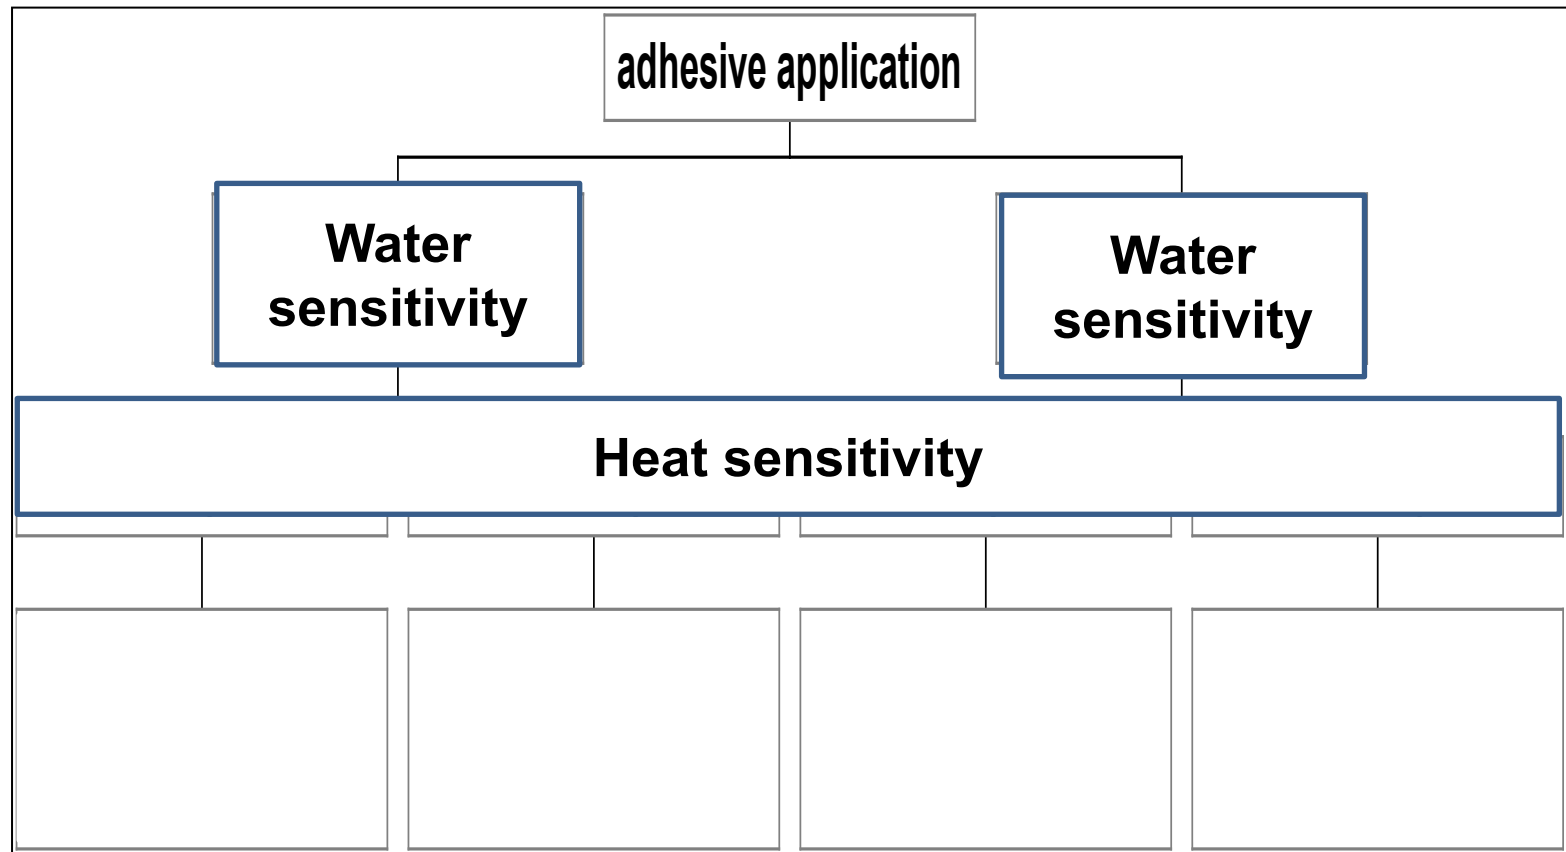 adhesive application
Water
sensitivity
Water
sensitivity
Heat sensitivity